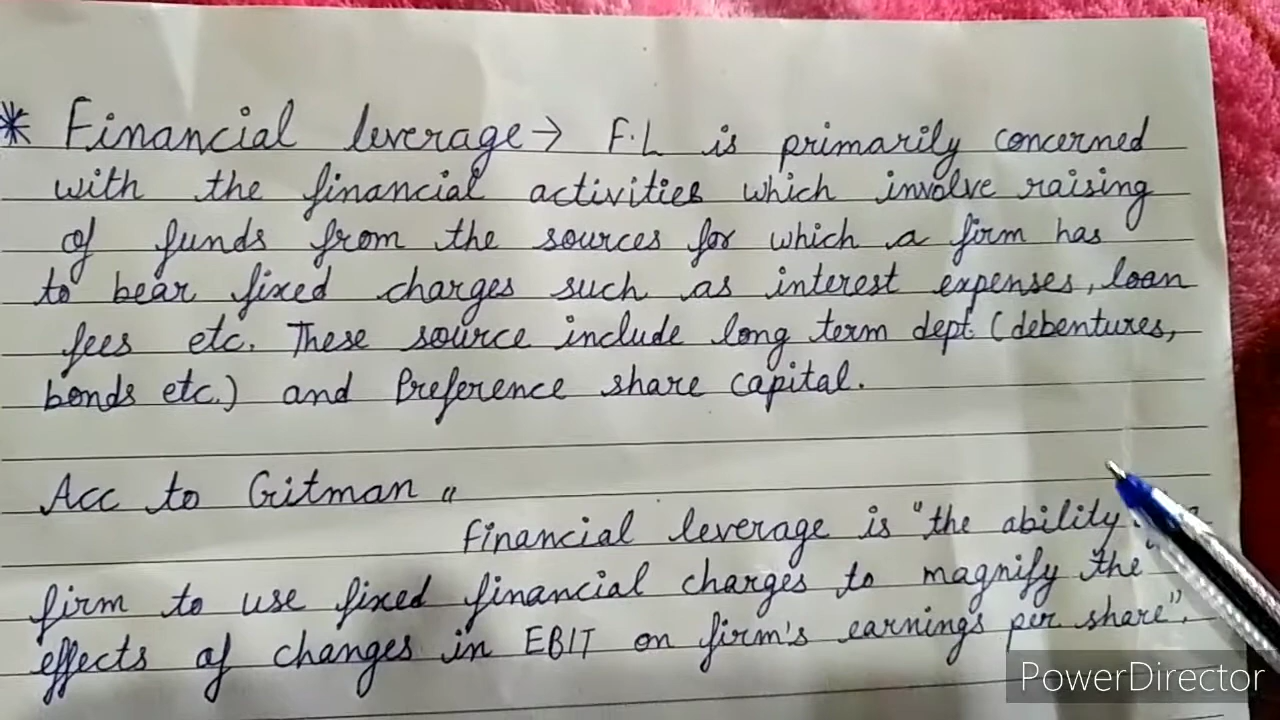 * Financial leverage → F.L is primarily concerned
with the financial activities which involve raising
of funds from the sources for which a firm has
to bear fixed charges such as interest expenses, loan
fees etc. These source include long term dept (debentures,
bonds etc.) and Preference share capital.
Acc to Gitman "
Financial leverage is "the ability
firm to use fixed financial charges to magnify the
effects of changes in EBIT on firm's earnings per share".
PowerDirector